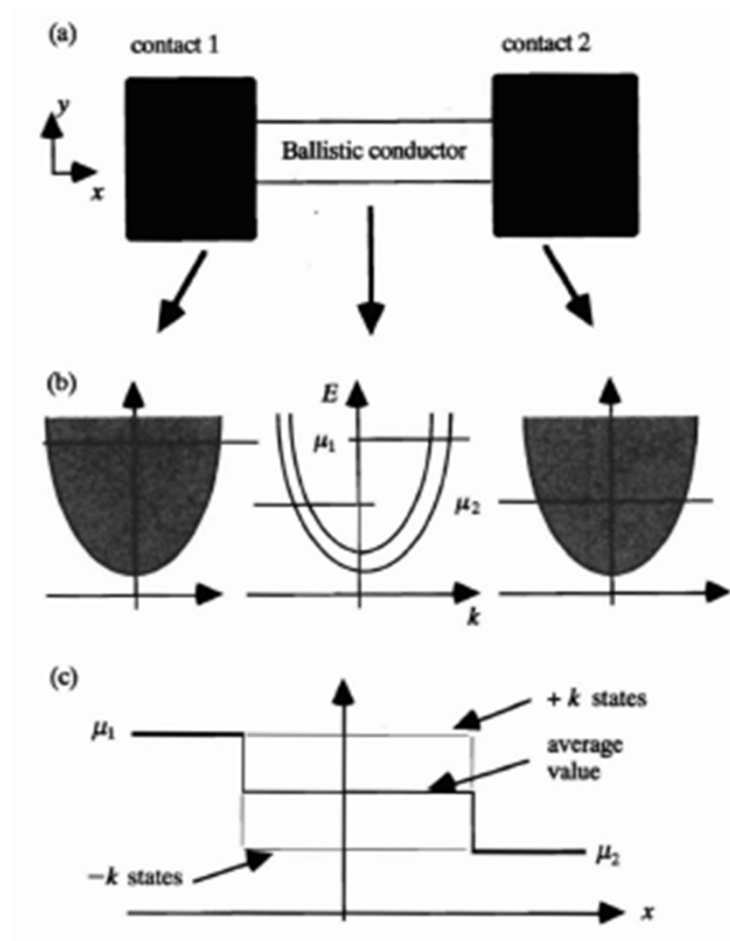 (a)
contact 1
contact 2
y
x
Ballistic conductor
(b)
E
μ₁
μ₂
k
(c)
μ₁
+ k states
average
value
−k states
μ₂
x